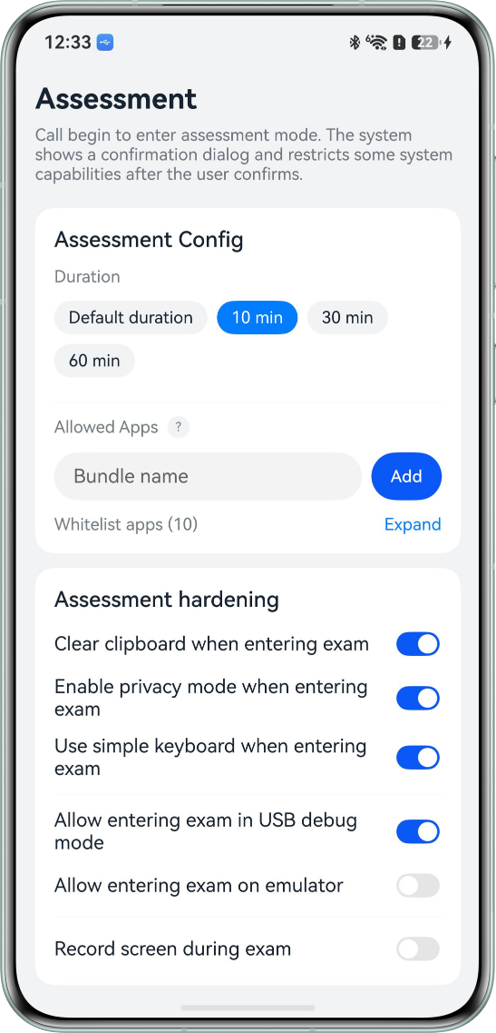 12:33
22
Assessment
Call begin to enter assessment mode. The system
shows a confirmation dialog and restricts some system
capabilities after the user confirms.
Assessment Config
Duration
Default duration
10 min
30 min
60 min
Allowed Apps ?
Bundle name
Add
Whitelist apps (10)
Expand
Assessment hardening
Clear clipboard when entering exam
Enable privacy mode when entering
exam
Use simple keyboard when entering
exam
Allow entering exam in USB debug
mode
Allow entering exam on emulator
Record screen during exam